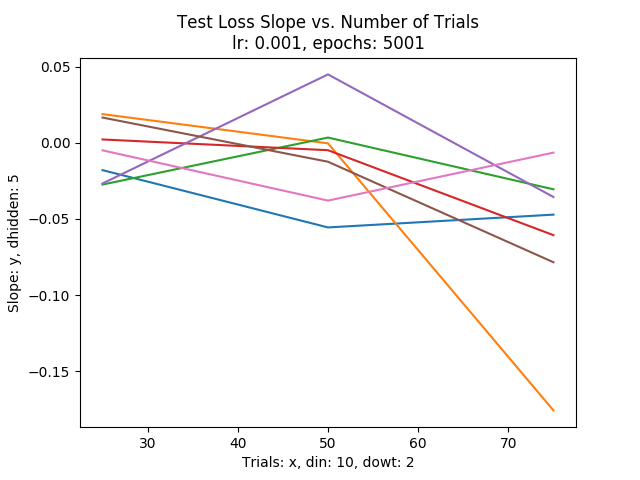 Test Loss Slope vs. Number of Trials
lr: 0.001, epochs: 5001
Slope: y, dhidden: 5
0.05
0.00
−0.05
−0.10
−0.15
30 40 50 60 70
Trials: x, din: 10, dowt: 2